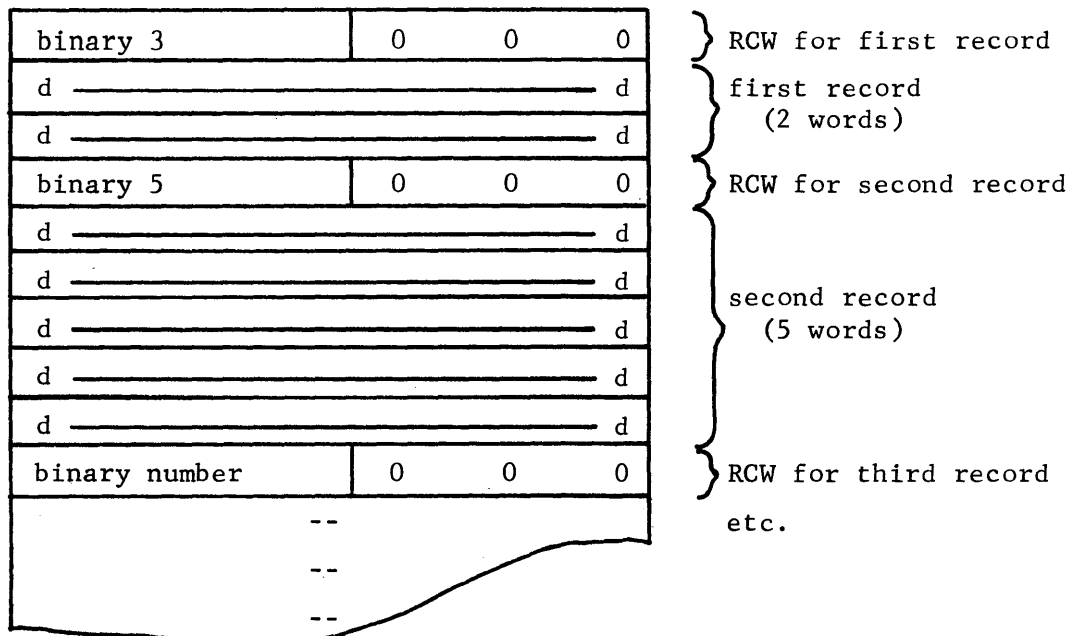 binary 3 0 0 0 RCW for first record
d d first record
(2 words)
d d
binary 5 0 0 0 RCW for second record
d d
d d
second record
d d (5 words)
d d
d d
binary number 0 0 0 RCW for third record
-- etc.
--
--